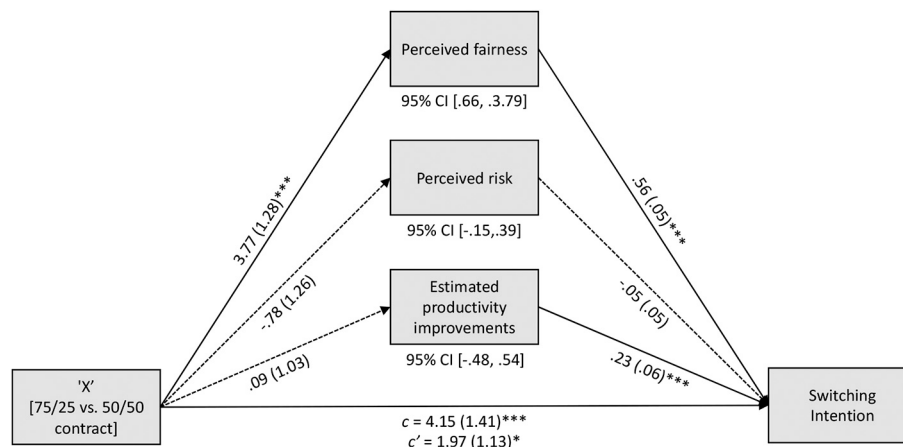 Perceived fairness
95% CI [.66, .3.79]
Perceived risk
95% CI [-.15,.39]
Estimated
productivity
improvements
95% CI [-.48, .54]
3.77 (1.28)***
-.78 (1.26)
.09 (1.03)
.56 (.05)***
-.05 (.05)
.23 (.06)***
'X’
[75/25 vs. 50/50
contract]
Switching
Intention
c = 4.15 (1.41)***
c’ = 1.97 (1.13)*